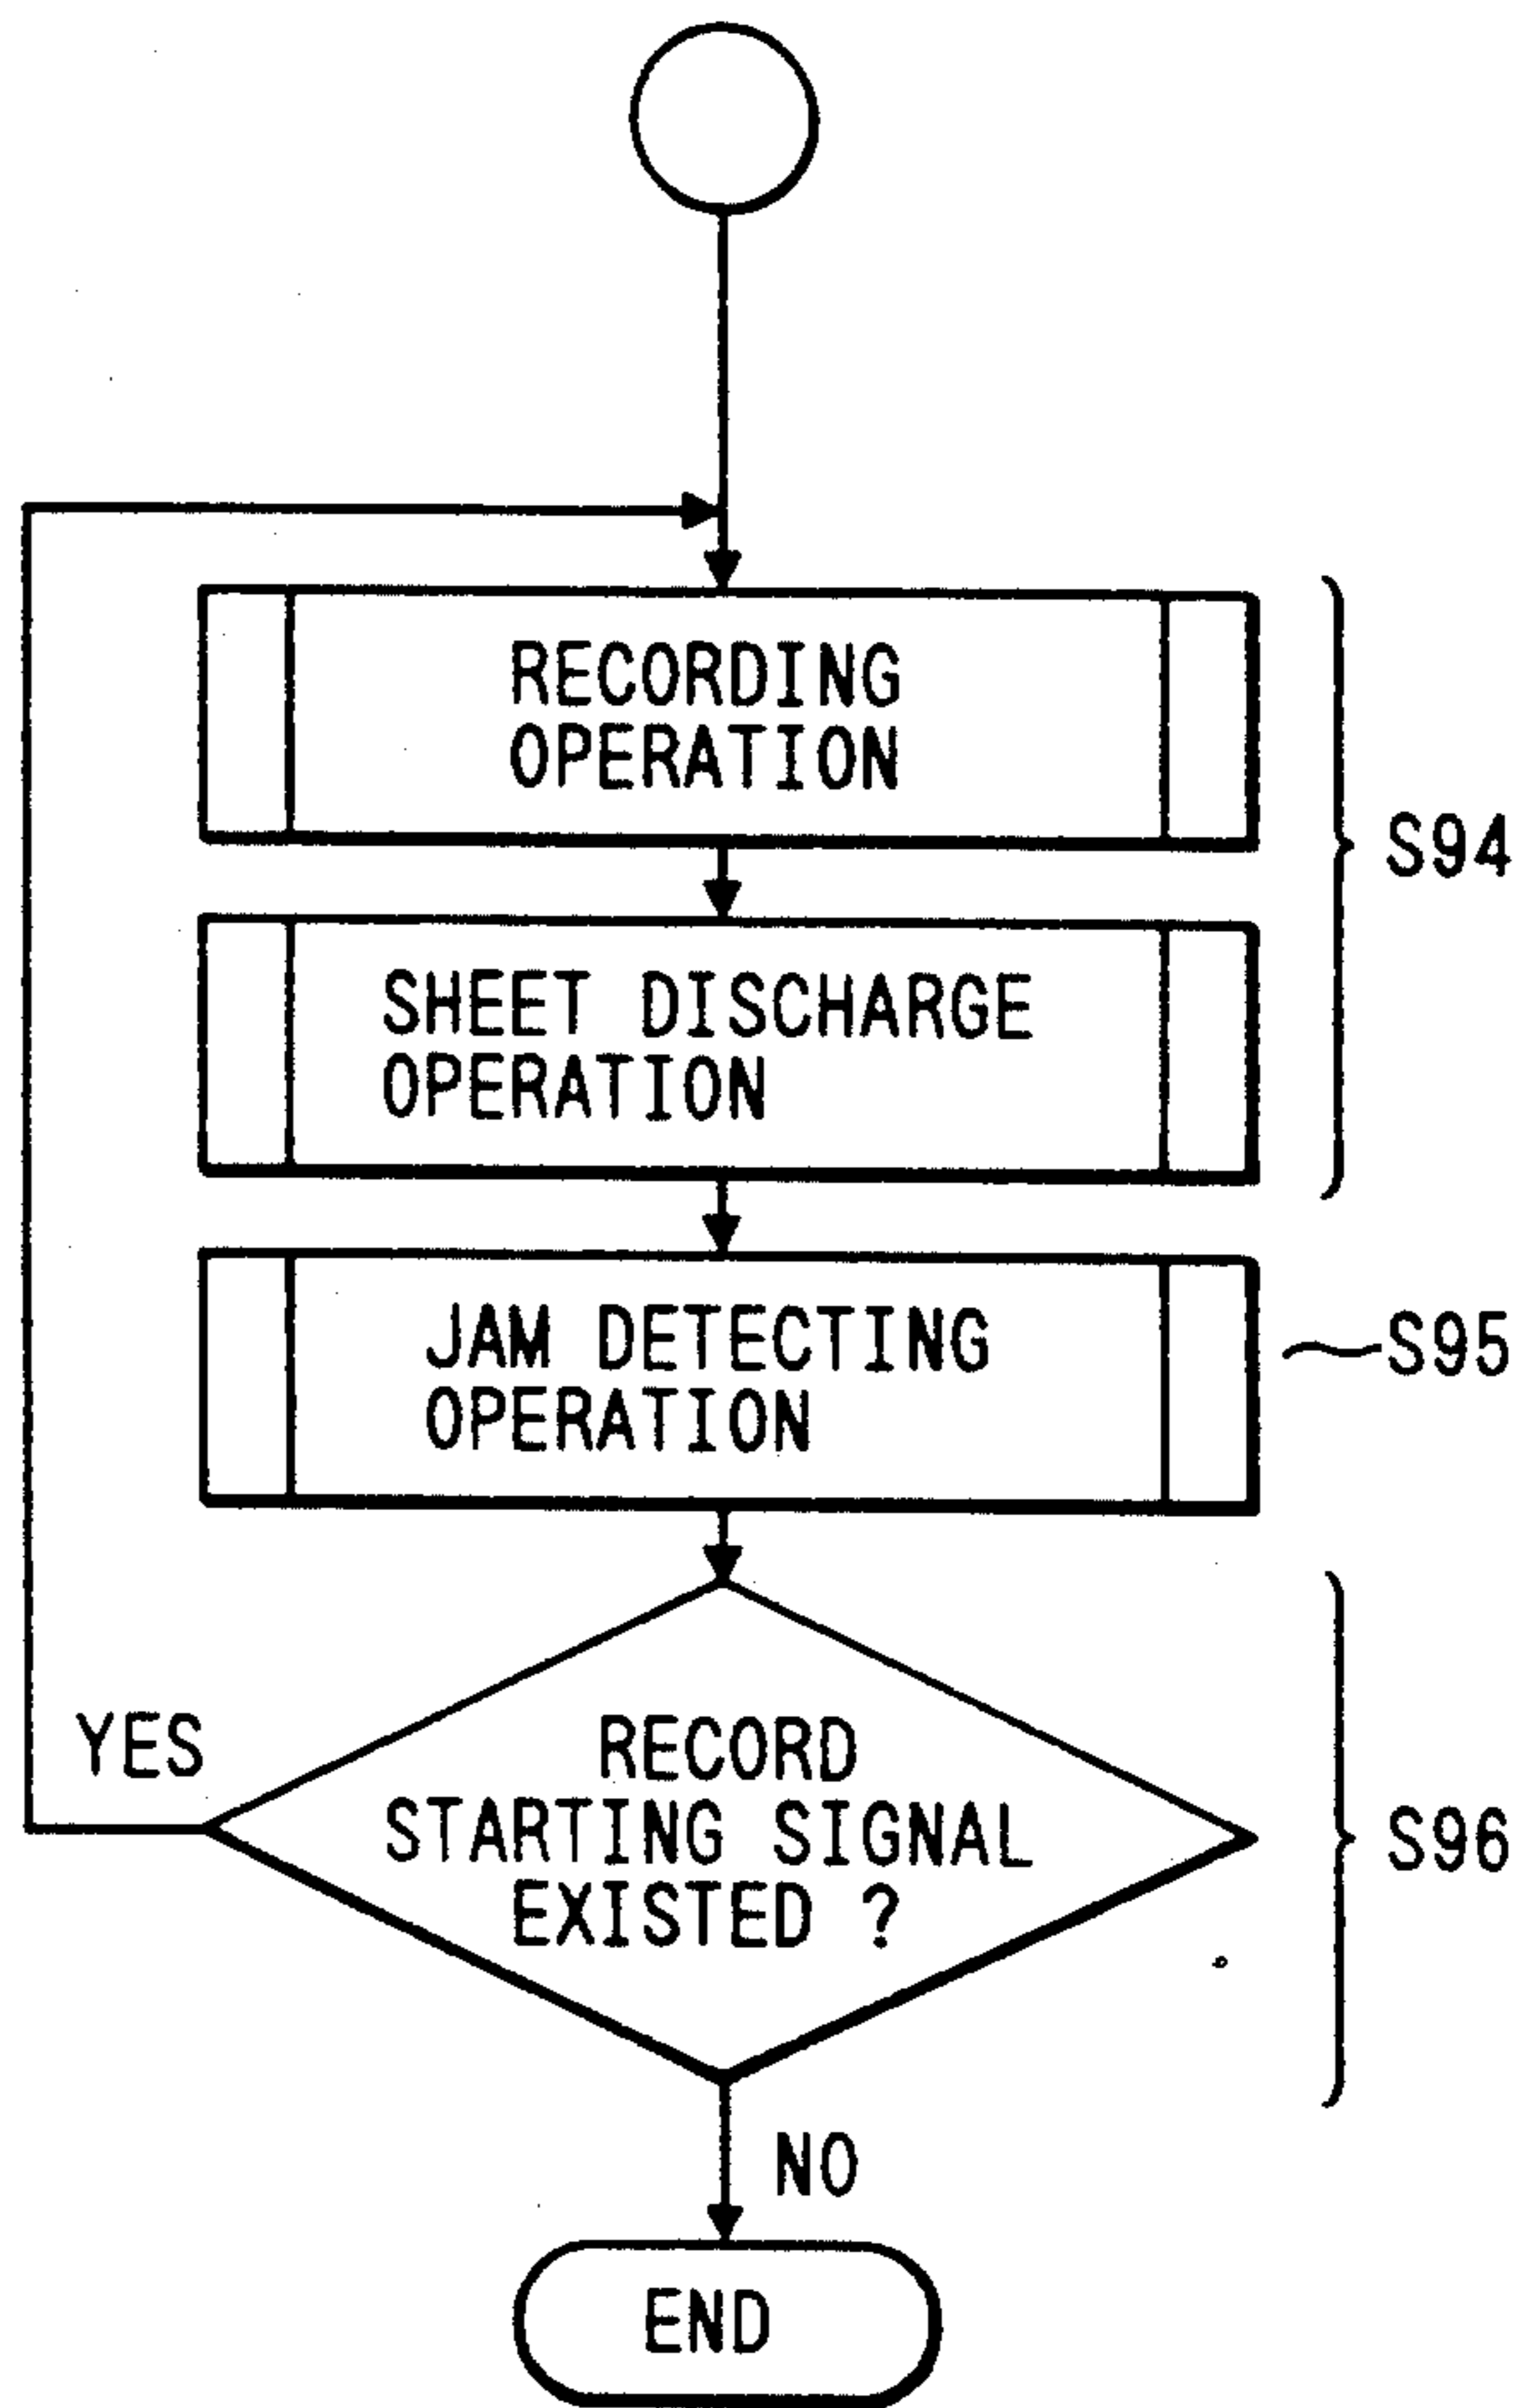 RECORDING
OPERATION
S94
SHEET DISCHARGE
OPERATION
JAM DETECTING
OPERATION
S95
YES
RECORD
STARTING SIGNAL
EXISTED ?
S96
NO
END